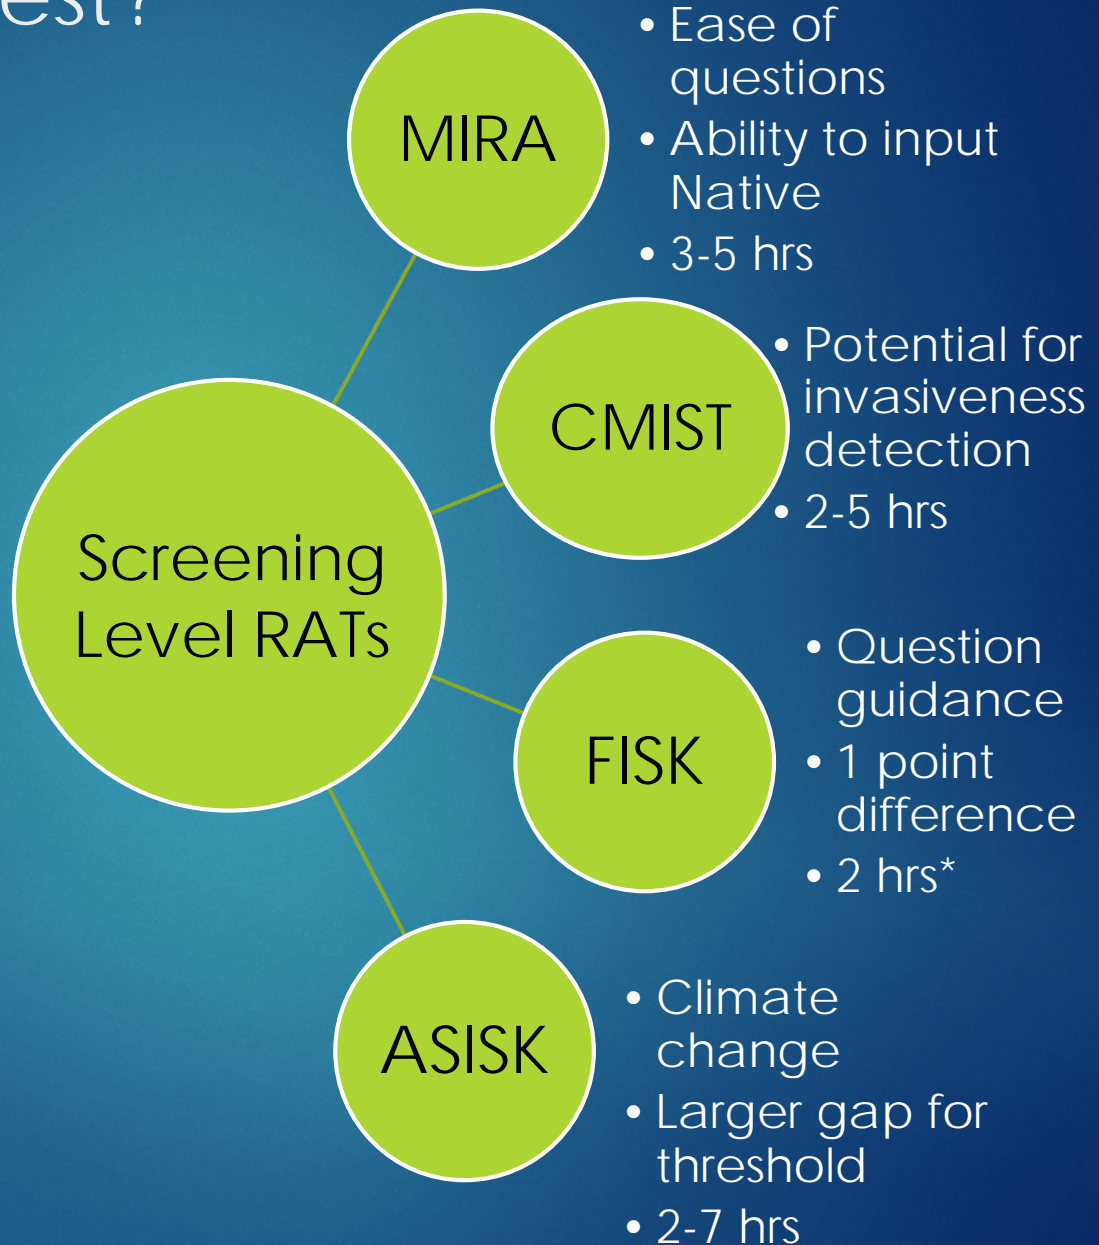 est?
MIRA
• Ease of
questions
• Ability to input
Native
• 3-5 hrs
CMIST
• Potential for
invasiveness
detection
• 2-5 hrs
Screening
Level RATs
FISK
• Question
guidance
• 1 point
difference
• 2 hrs*
ASISK
• Climate
change
• Larger gap for
threshold
• 2-7 hrs